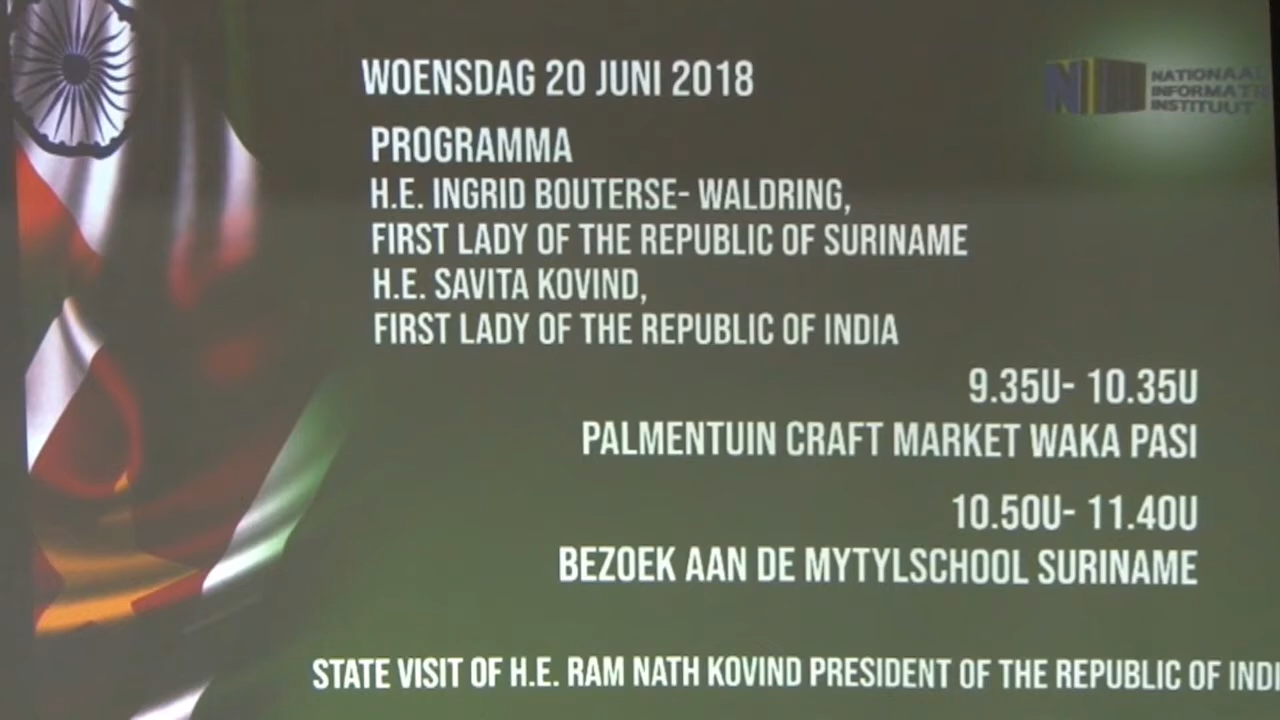 WOENSDAG 20 JUNI 2018
NATIONAAL
INFORMATIE
INSTITUUT
PROGRAMMA
H.E. INGRID BOUTERSE- WALDRING,
FIRST LADY OF THE REPUBLIC OF SURINAME
H.E. SAVITA KOVIND,
FIRST LADY OF THE REPUBLIC OF INDIA
9.35U- 10.35U
PALMENTUIN CRAFT MARKET WAKA PASI
10.50U- 11.40U
BEZOEK AAN DE MYTYLSCHOOL SURINAME
STATE VISIT OF H.E. RAM NATH KOVIND PRESIDENT OF THE REPUBLIC OF INDI